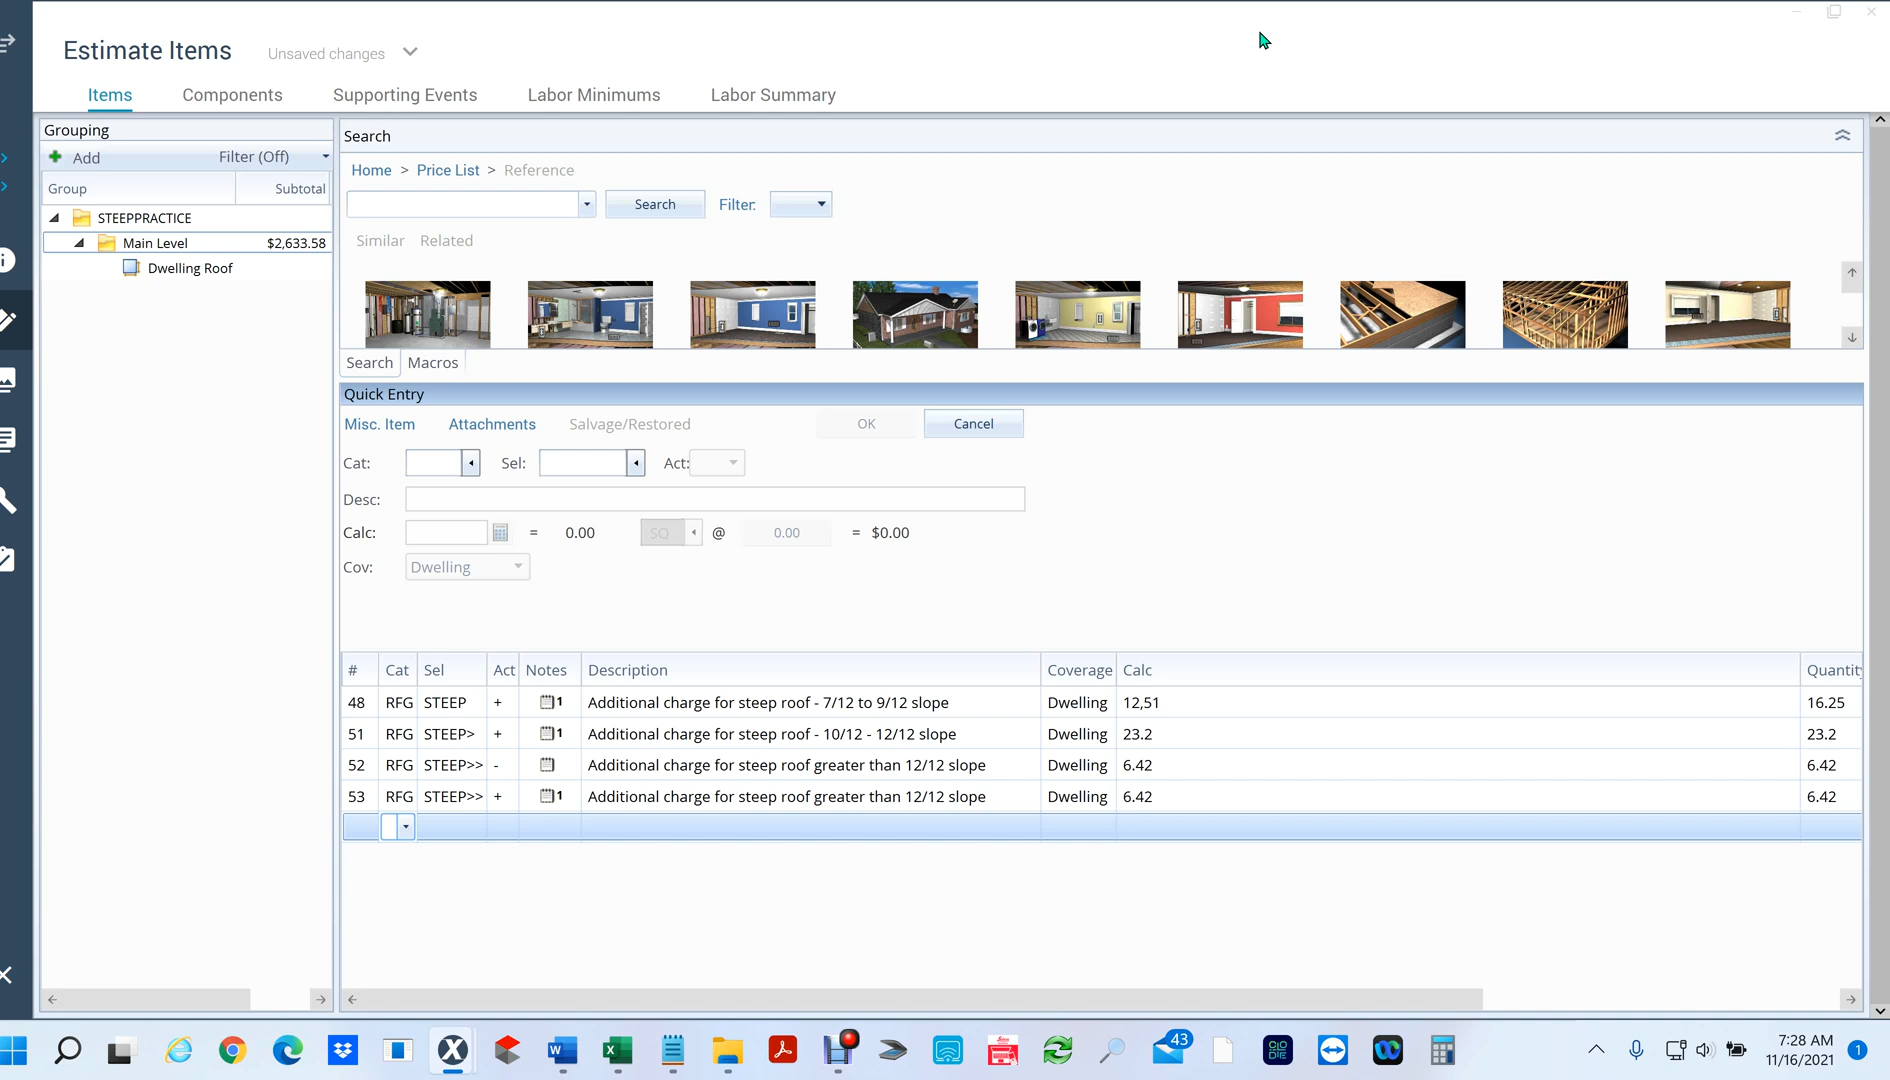 Estimate Items Unsaved changes
Items Components Supporting Events Labor Minimums Labor Summary
Grouping
Add Filter (Off)
Group Subtotal
STEEPPRACTICE
Main Level $2,633.58
Dwelling Roof
Search
Home > Price List > Reference
Search Filter:
Similar Related
Search Macros
Quick Entry
Misc. Item Attachments Salvage/Restored OK Cancel
Cat: Sel: Act:
Desc:
Calc: = 0.00 SQ @ 0.00 = $0.00
Cov: Dwelling
# Cat Sel Act Notes Description Coverage Calc Quantity
48 RFG STEEP + 1 Additional charge for steep roof - 7/12 to 9/12 slope Dwelling 12,51 16.25
51 RFG STEEP> + 1 Additional charge for steep roof - 10/12 - 12/12 slope Dwelling 23.2 23.2
52 RFG STEEP>> - Additional charge for steep roof greater than 12/12 slope Dwelling 6.42 6.42
53 RFG STEEP>> + 1 Additional charge for steep roof greater than 12/12 slope Dwelling 6.42 6.42
43
7:28 AM
11/16/2021
1